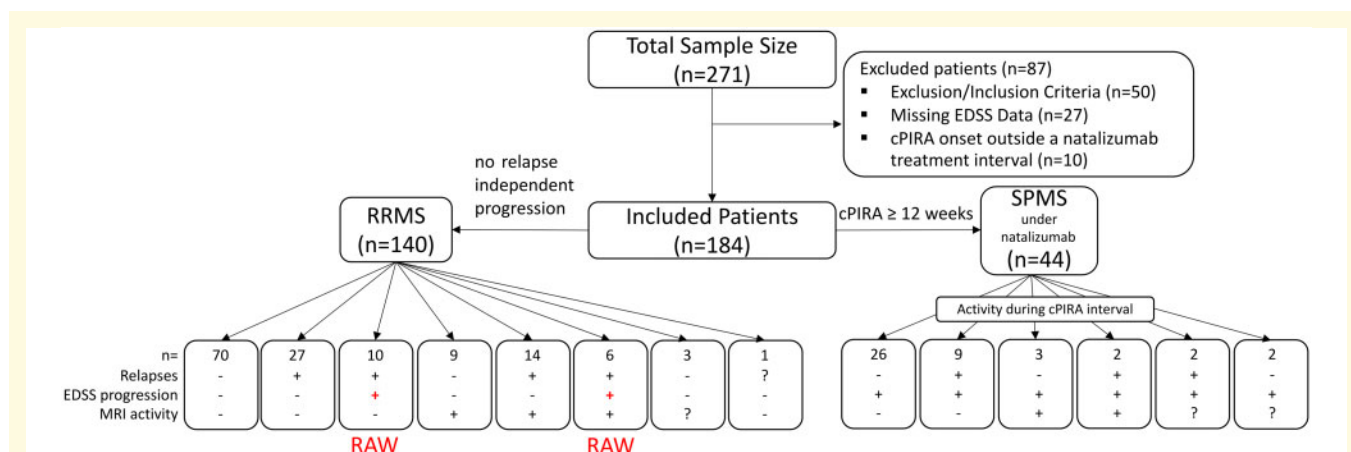 Total Sample Size
(n=271)
Excluded patients (n=87)
▪ Exclusion/Inclusion Criteria (n=50)
▪ Missing EDSS Data (n=27)
▪ cPIRA onset outside a natalizumab
treatment interval (n=10)
no relapse
independent
progression
RRMS
(n=140)
Included Patients
(n=184)
cPIRA ≥ 12 weeks
SPMS
under
natalizumab
(n=44)
Activity during cPIRA interval
n= 70 27 10 9 14 6 3 1 26 9 3 2 2 2
Relapses - + + - + + - ? - + - + + -
EDSS progression - - + - - + - - + + + + + +
MRI activity - - - + + + ? - - - + + ? ?
RAW RAW